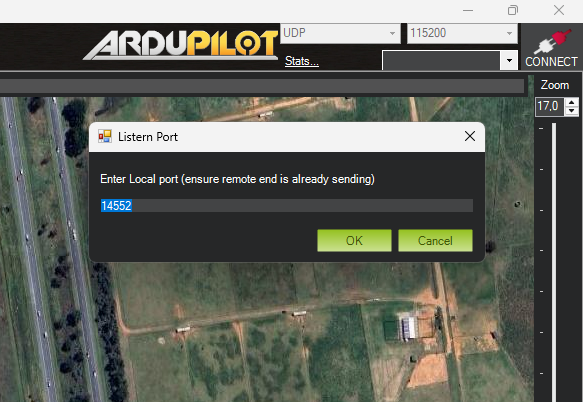 ARDUPILOT
UDP
115200
Stats...
CONNECT
Zoom
17,0
Listern Port
Enter Local port (ensure remote end is already sending)
14552
OK
Cancel